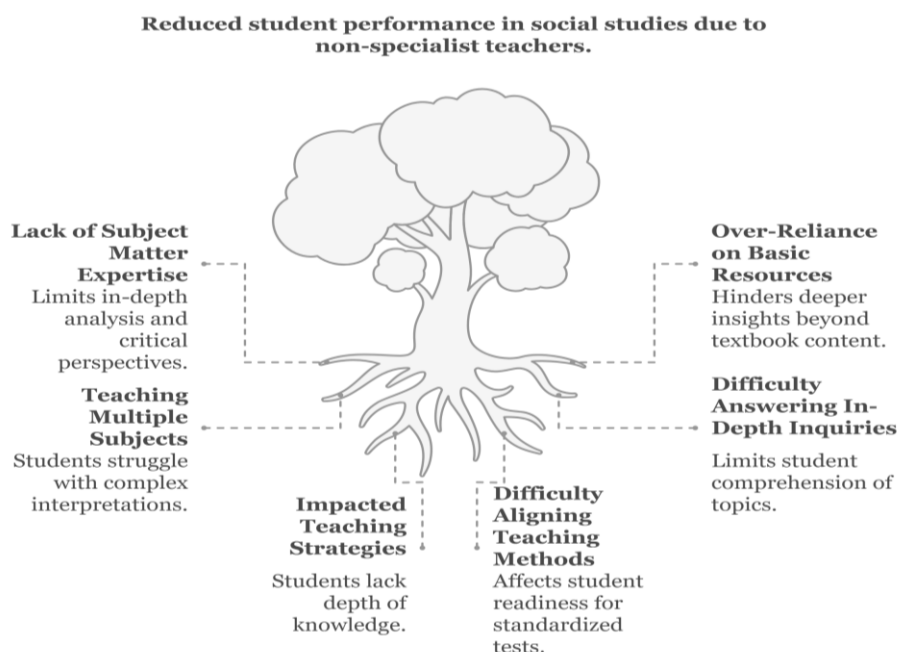 Reduced student performance in social studies due to
non-specialist teachers.
Lack of Subject
Matter
Expertise
Limits in-depth
analysis and
critical
perspectives.
Teaching
Multiple
Subjects
Students struggle
with complex
interpretations.
Impacted
Teaching
Strategies
Students lack
depth of
knowledge.
Difficulty
Aligning
Teaching
Methods
Affects student
readiness for
standardized
tests.
Over-Reliance
on Basic
Resources
Hinders deeper
insights beyond
textbook content.
Difficulty
Answering In-
Depth Inquiries
Limits student
comprehension of
topics.